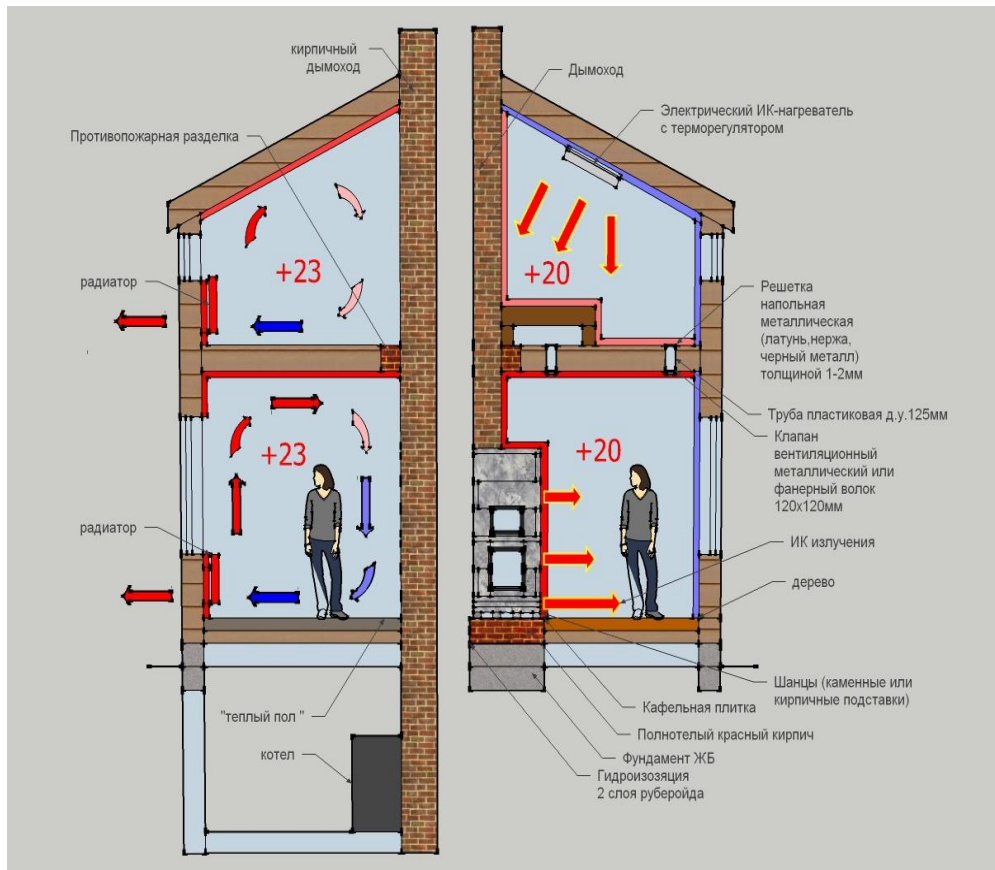 кирпичный
дымоход
Противопожарная разделка
радиатор
+23
+23
радиатор
"теплый пол "
котел
Дымоход
Электрический ИК-нагреватель
с терморегулятором
+20
Решетка
напольная
металлическая
(латунь,нержа,
черный металл)
толщиной 1-2мм
Труба пластиковая д.у.125мм
Клапан
вентиляционный
металлический или
фанерный волок
120х120мм
+20
ИК излучения
дерево
Шанцы (каменные или
кирпичные подставки)
Кафельная плитка
Полнотелый красный кирпич
Фундамент ЖБ
Гидроизозяция
2 слоя руберойда